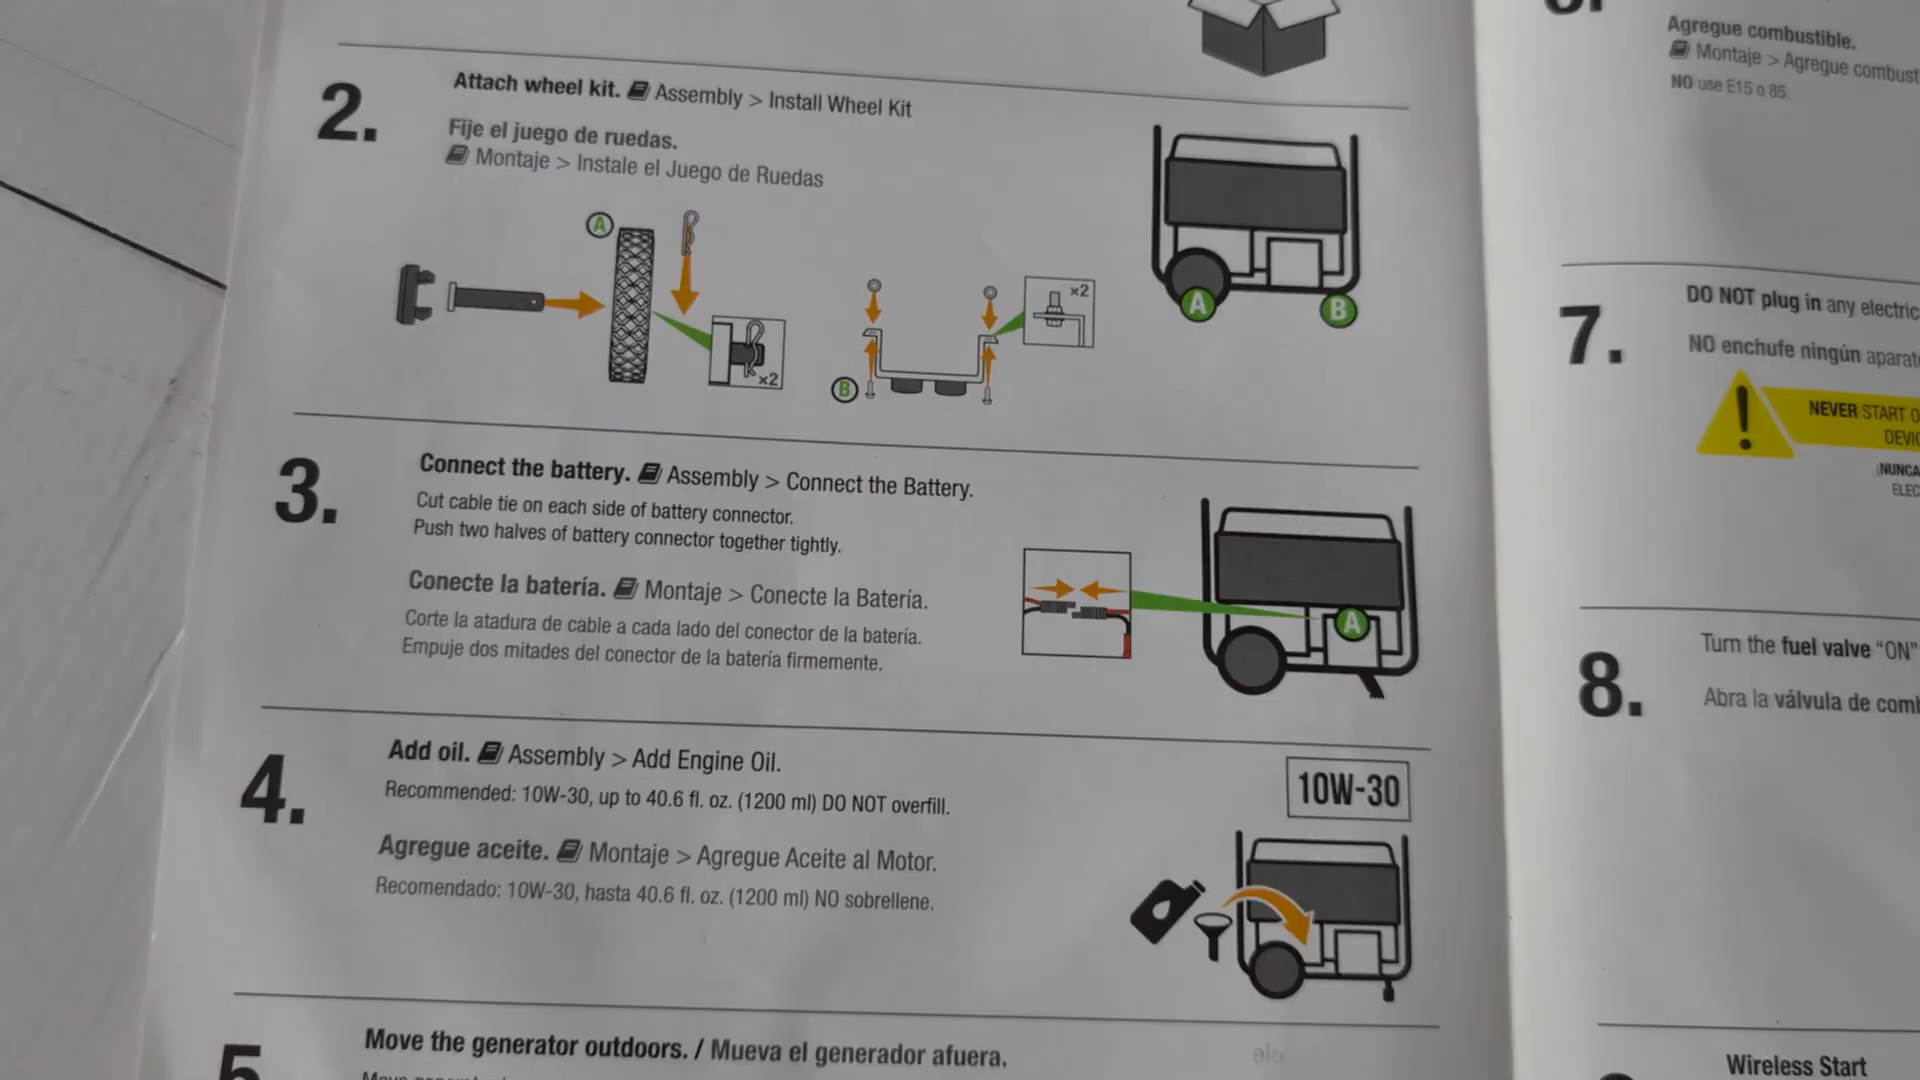 2.
Attach wheel kit. Assembly > Install Wheel Kit
Fije el juego de ruedas.
Montaje > Instale el Juego de Ruedas
A
x2
B
x2
A
B
3.
Connect the battery. Assembly > Connect the Battery.
Cut cable tie on each side of battery connector.
Push two halves of battery connector together tightly.
Conecte la batería. Montaje > Conecte la Batería.
Corte la atadura de cable a cada lado del conector de la batería.
Empuje dos mitades del conector de la batería firmemente.
A
4.
Add oil. Assembly > Add Engine Oil.
Recommended: 10W-30, up to 40.6 fl. oz. (1200 ml) DO NOT overfill.
Agregue aceite. Montaje > Agregue Aceite al Motor.
Recomendado: 10W-30, hasta 40.6 fl. oz. (1200 ml) NO sobrellene.
10W-30
5
Move the generator outdoors. / Mueva el generador afuera.
Agregue combustible.
Montaje > Agregue
NO use E15 o 85.
7.
DO NOT plug in any
NO enchufe ningún
NEVER START
¡NUNCA
8.
Turn the fuel valve "ON"
Abra la válvula de
Wireless Start